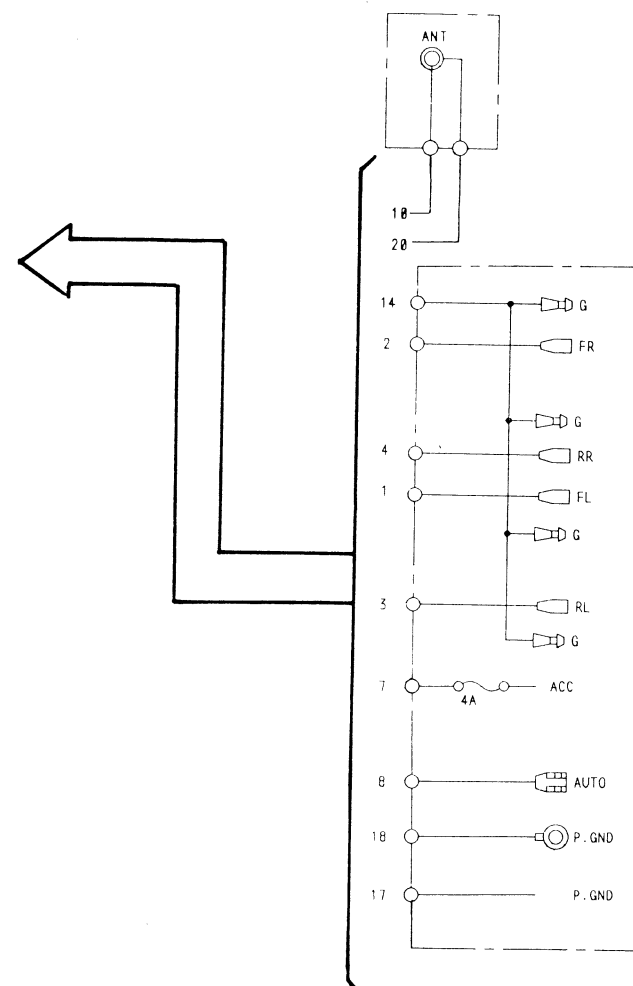 ANT
10
20
14 G
2 FR
G
4 RR
1 FL
G
3 RL
G
7 4A ACC
8 AUTO
18 P.GND
17 P.GND